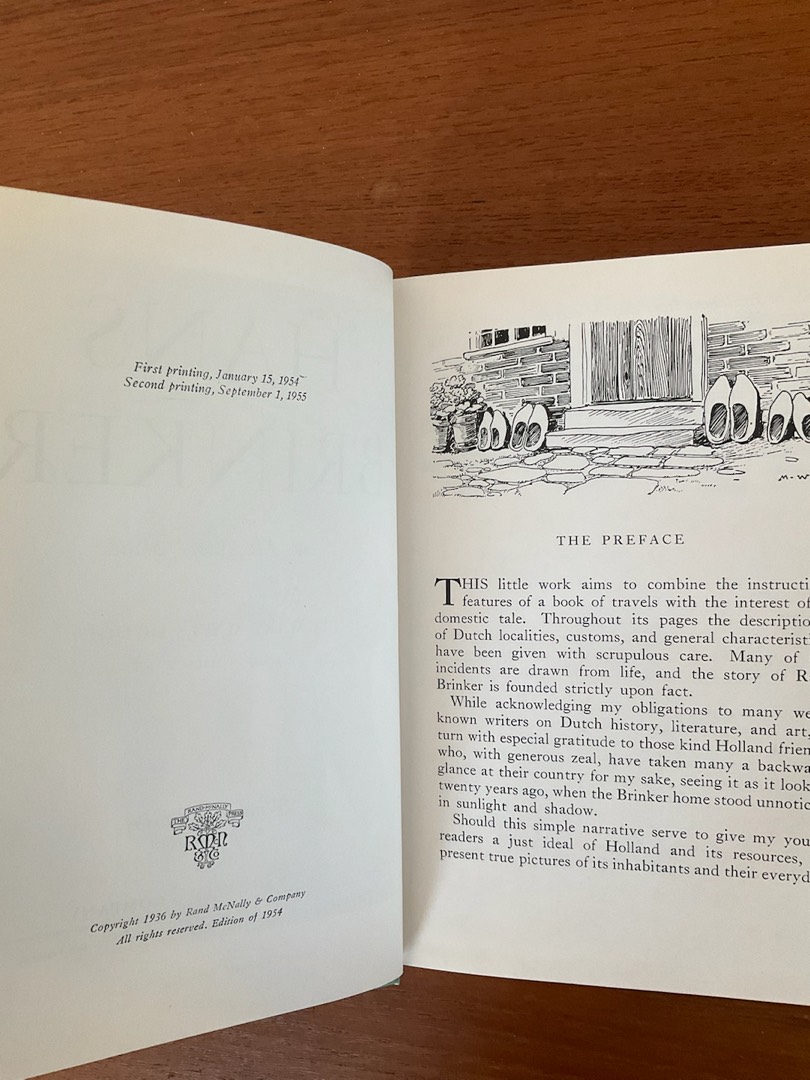 First printing, January 15, 1954
Second printing, September 1, 1955
RAND McNALLY
THE PRESS
RMN
& Co
Copyright 1936 by Rand McNally & Company
All rights reserved. Edition of 1954
M-W
THE PREFACE
THIS little work aims to combine the instructi
features of a book of travels with the interest of
domestic tale. Throughout its pages the descriptio
of Dutch localities, customs, and general characteristi
have been given with scrupulous care. Many of
incidents are drawn from life, and the story of R
Brinker is founded strictly upon fact.
While acknowledging my obligations to many we
known writers on Dutch history, literature, and art,
turn with especial gratitude to those kind Holland frien
who, with generous zeal, have taken many a backwa
glance at their country for my sake, seeing it as it look
twenty years ago, when the Brinker home stood unnotic
in sunlight and shadow.
Should this simple narrative serve to give my you
readers a just ideal of Holland and its resources,
present true pictures of its inhabitants and their everyd